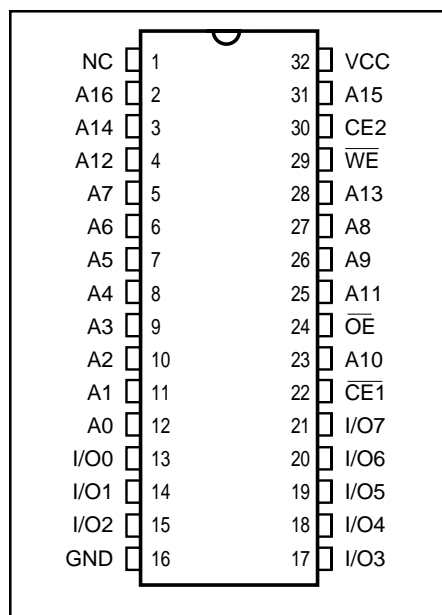 NC 1 32 VCC
A16 2 31 A15
A14 3 30 CE2
A12 4 29 W̅E̅
A7 5 28 A13
A6 6 27 A8
A5 7 26 A9
A4 8 25 A11
A3 9 24 O̅E̅
A2 10 23 A10
A1 11 22 C̅E̅1̅
A0 12 21 I/O7
I/O0 13 20 I/O6
I/O1 14 19 I/O5
I/O2 15 18 I/O4
GND 16 17 I/O3